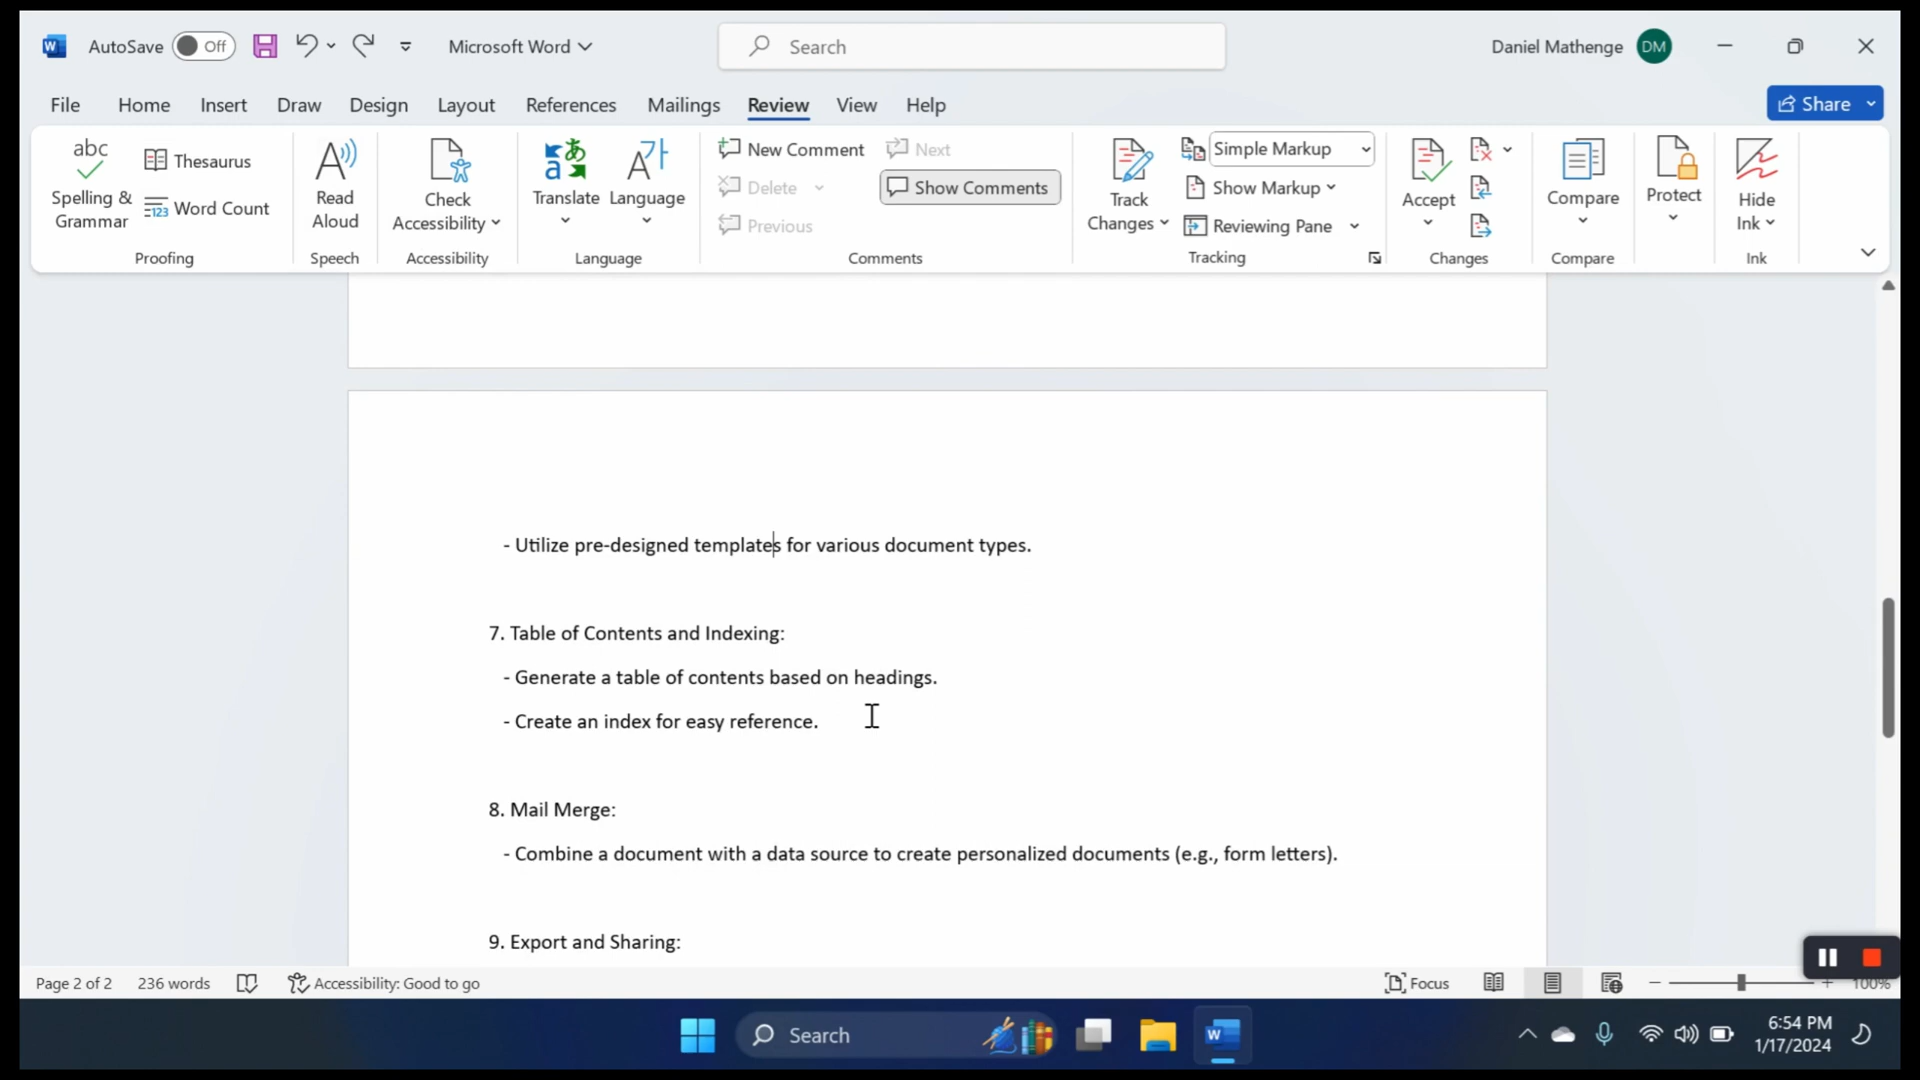 AutoSave Off Microsoft Word Search Daniel Mathenge DM
File Home Insert Draw Design Layout References Mailings Review View Help Share
abc Spelling & Grammar
Thesaurus
123 Word Count
Proofing
A Read Aloud
Speech
Check Accessibility
Accessibility
aあ Translate
A가 Language
Language
New Comment
Delete
Previous
Next
Show Comments
Comments
Track Changes
Simple Markup
Show Markup
Reviewing Pane
Tracking
Accept
Changes
Compare
Compare
Protect
Hide Ink
Ink
- Utilize pre-designed templates for various document types.
7. Table of Contents and Indexing:
- Generate a table of contents based on headings.
- Create an index for easy reference.
8. Mail Merge:
- Combine a document with a data source to create personalized documents (e.g., form letters).
9. Export and Sharing:
Page 2 of 2 236 words Accessibility: Good to go Focus 100%
Search
6:54 PM
1/17/2024